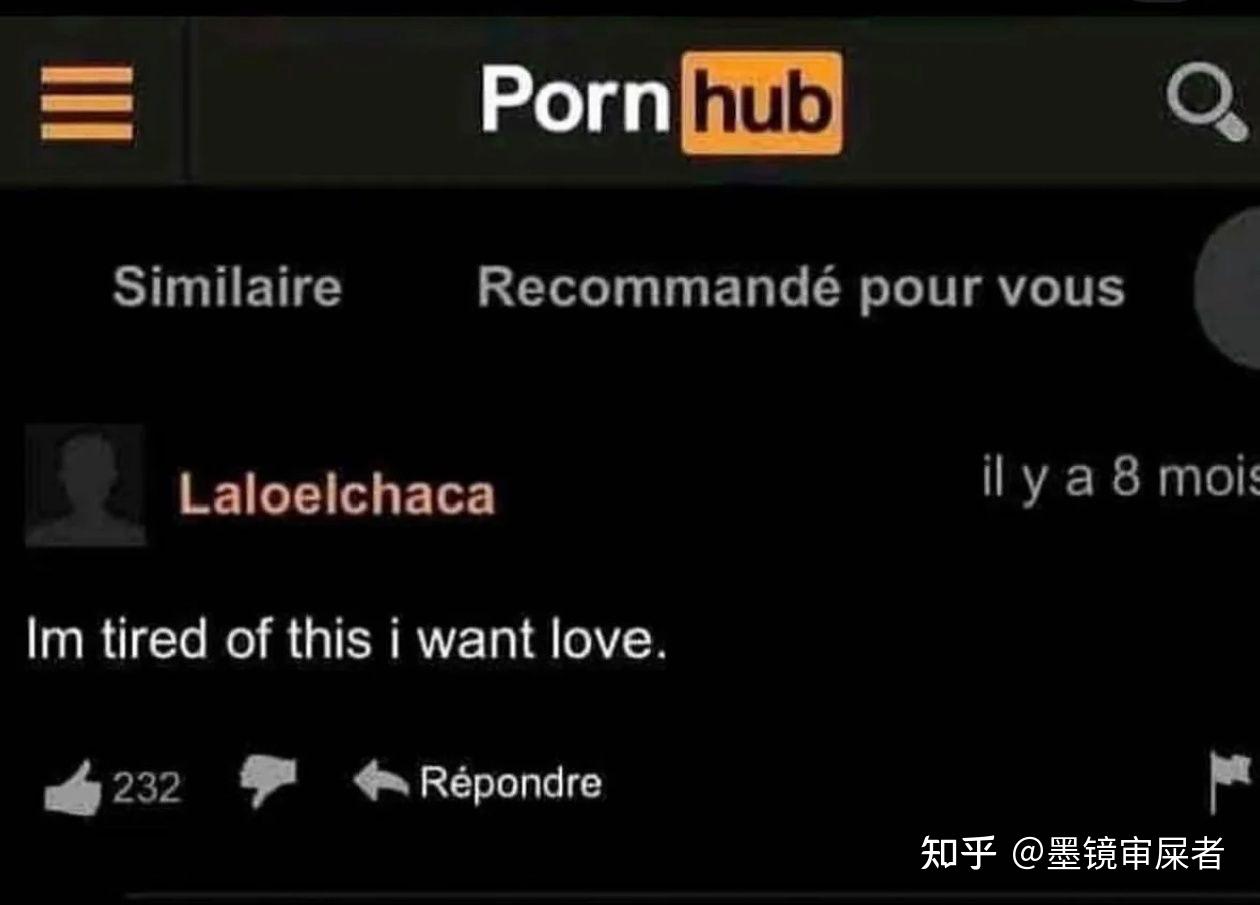 Porn hub
Similaire Recommandé pour vous
Laloelchaca il y a 8 mois
Im tired of this i want love.
232 Répondre
知乎 @墨镜审屎者